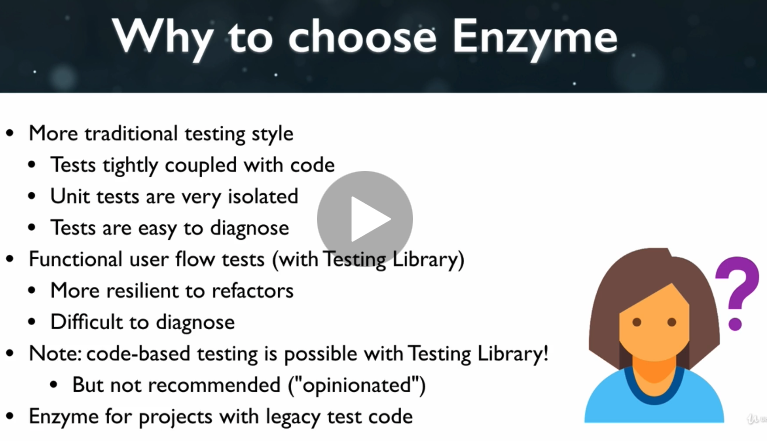 Why to choose Enzyme
• More traditional testing style
• Tests tightly coupled with code
• Unit tests are very isolated
• Tests are easy to diagnose
• Functional user flow tests (with Testing Library)
• More resilient to refactors
• Difficult to diagnose
• Note: code-based testing is possible with Testing Library!
• But not recommended ("opinionated")
• Enzyme for projects with legacy test code
?